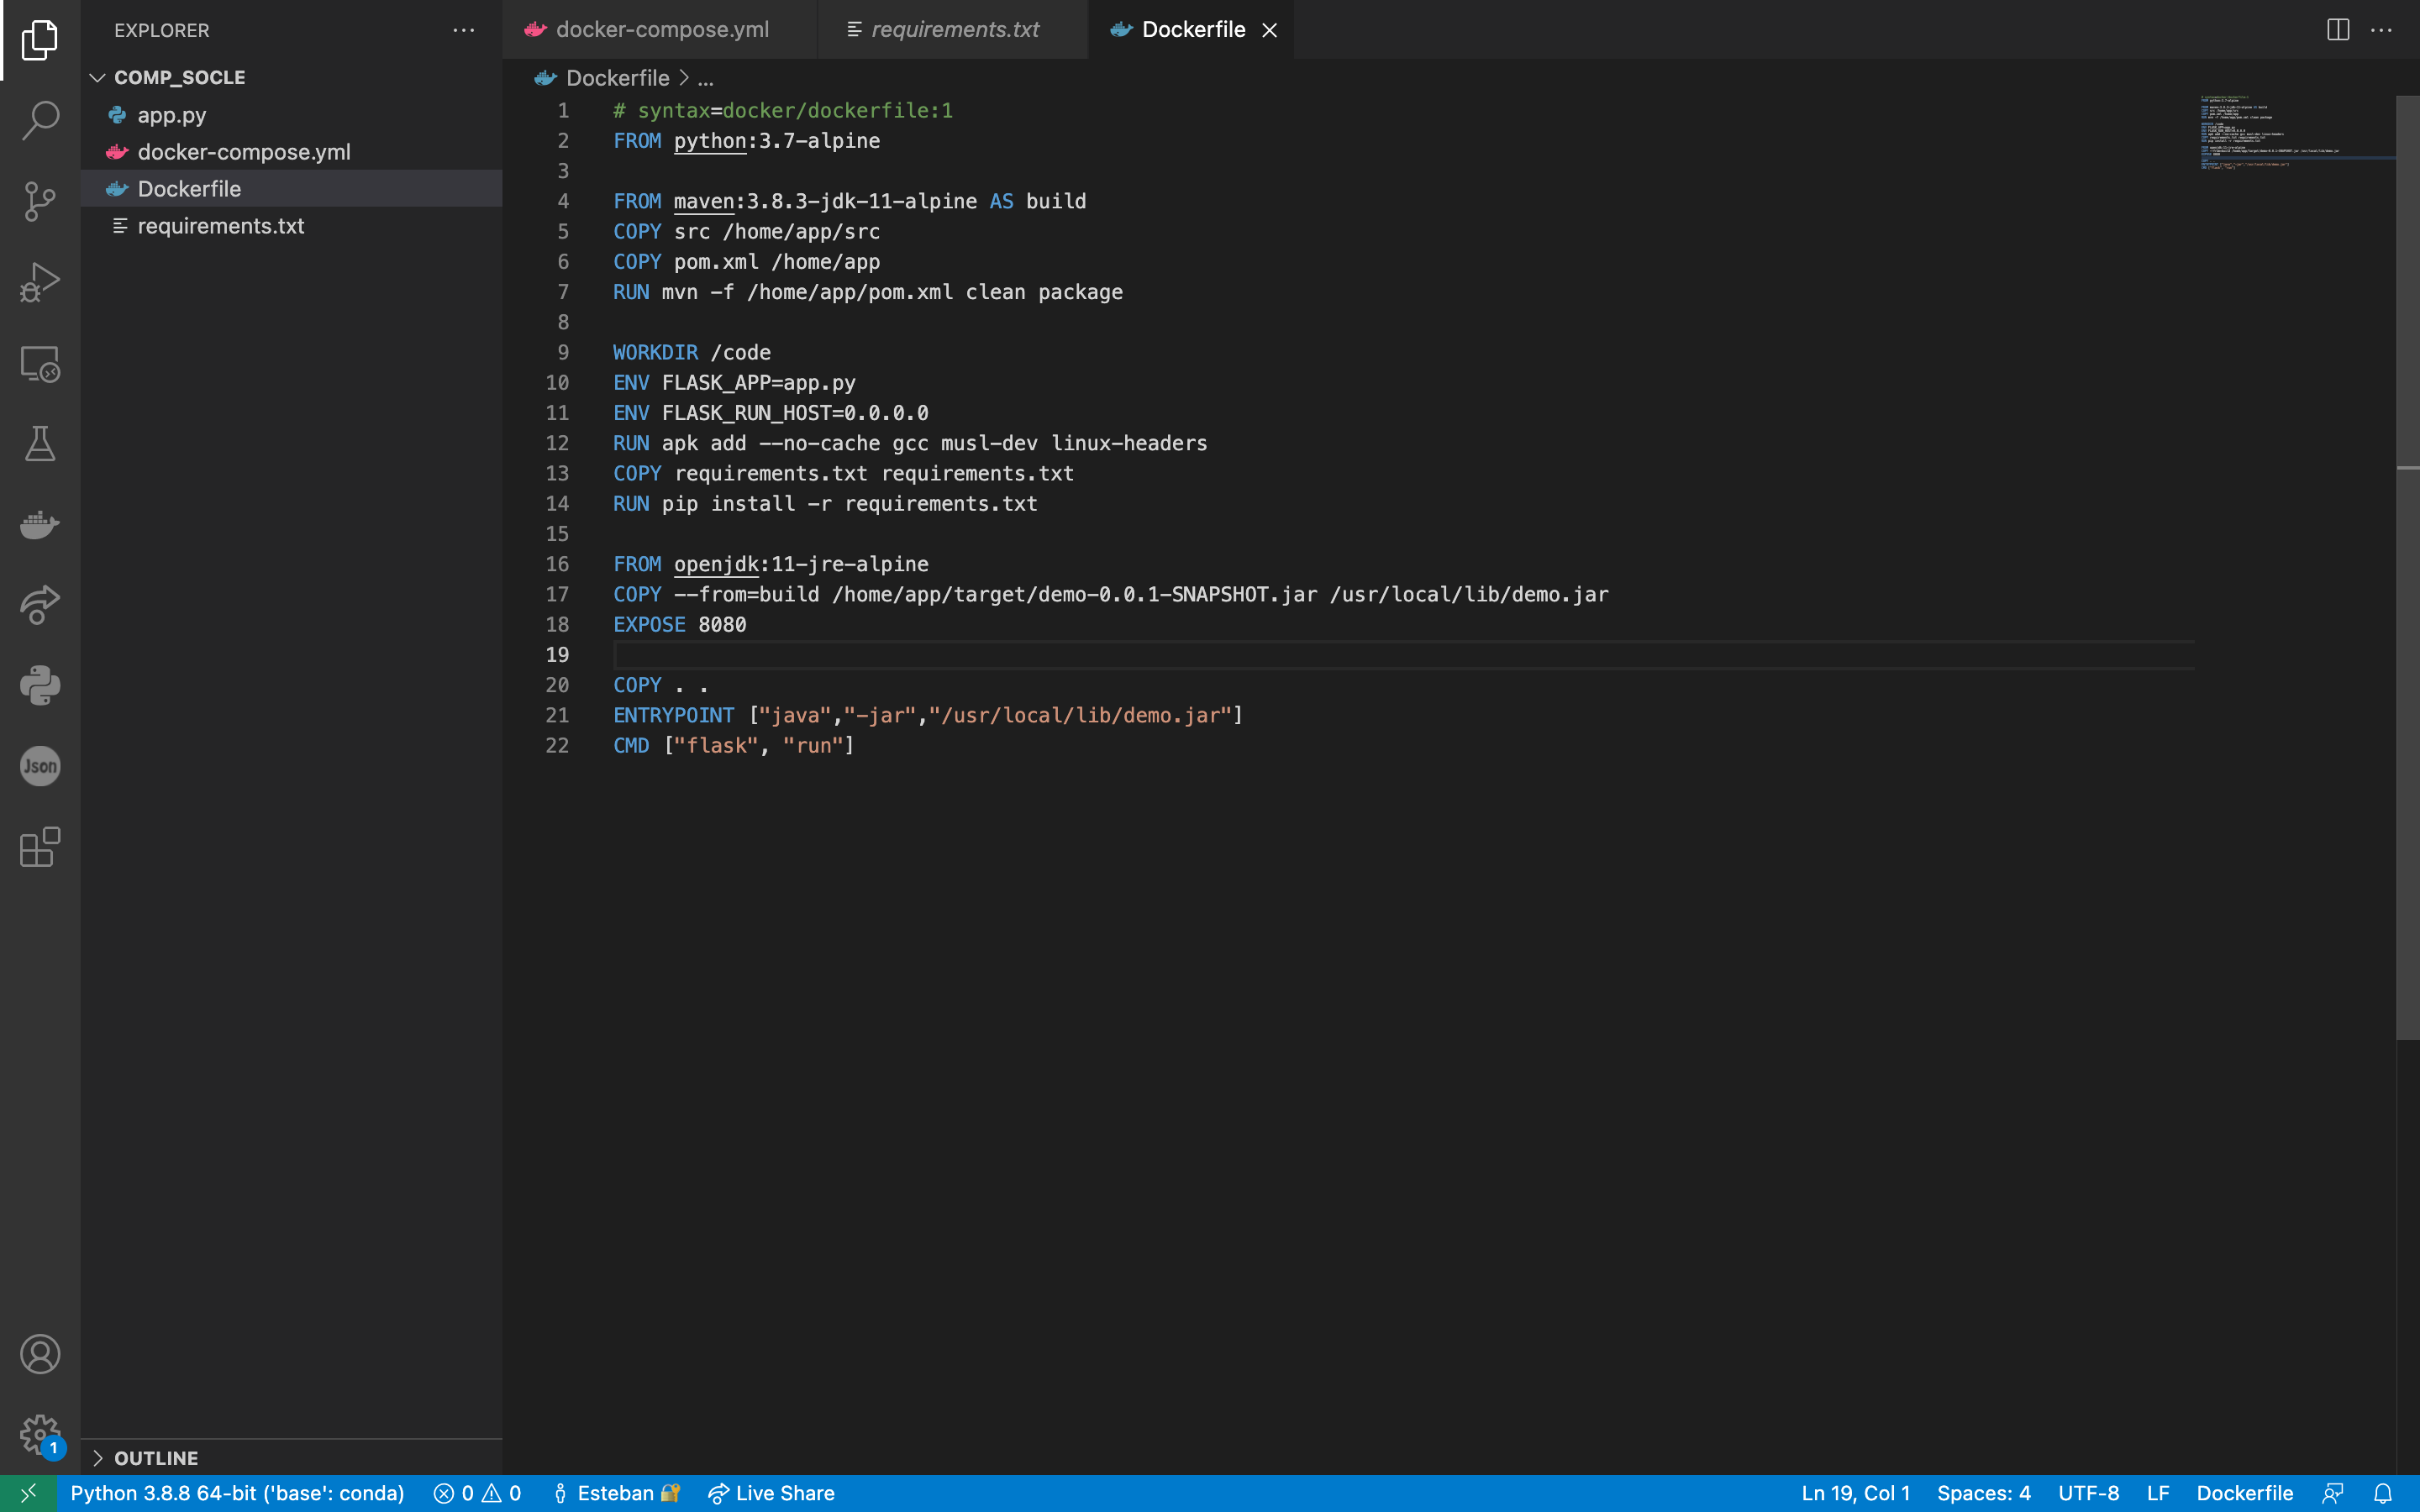 EXPLORER
COMP_SOCLE
app.py
docker-compose.yml
Dockerfile
requirements.txt
OUTLINE
Json
1
docker-compose.yml
requirements.txt
Dockerfile
Dockerfile > ...
1 # syntax=docker/dockerfile:1
2 FROM python:3.7-alpine
3
4 FROM maven:3.8.3-jdk-11-alpine AS build
5 COPY src /home/app/src
6 COPY pom.xml /home/app
7 RUN mvn -f /home/app/pom.xml clean package
8
9 WORKDIR /code
10 ENV FLASK_APP=app.py
11 ENV FLASK_RUN_HOST=0.0.0.0
12 RUN apk add --no-cache gcc musl-dev linux-headers
13 COPY requirements.txt requirements.txt
14 RUN pip install -r requirements.txt
15
16 FROM openjdk:11-jre-alpine
17 COPY --from=build /home/app/target/demo-0.0.1-SNAPSHOT.jar /usr/local/lib/demo.jar
18 EXPOSE 8080
19
20 COPY . .
21 ENTRYPOINT ["java","-jar","/usr/local/lib/demo.jar"]
22 CMD ["flask", "run"]
Python 3.8.8 64-bit ('base': conda) 0 0 Esteban 🔐 Live Share Ln 19, Col 1 Spaces: 4 UTF-8 LF Dockerfile